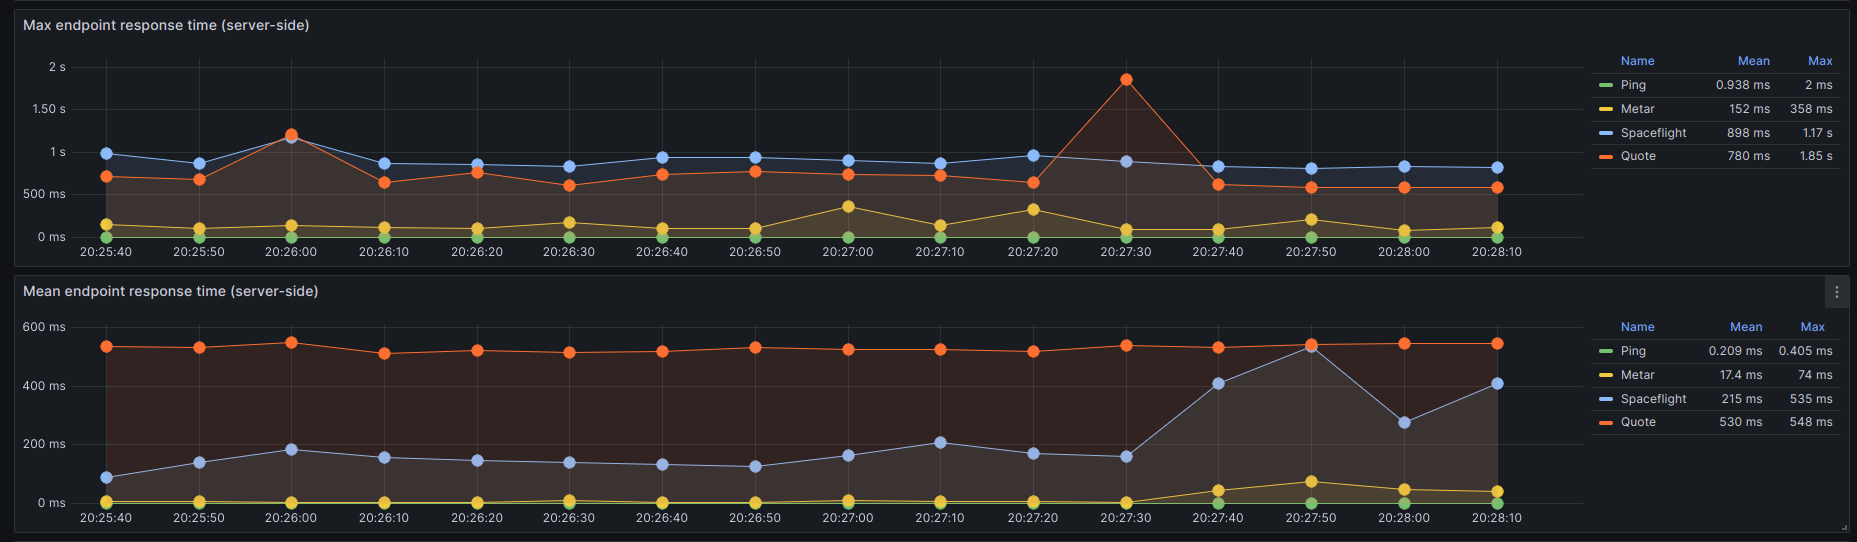 Max endpoint response time (server-side)
2 s
1.50 s
1 s
500 ms
0 ms
20:25:40 20:25:50 20:26:00 20:26:10 20:26:20 20:26:30 20:26:40 20:26:50 20:27:00 20:27:10 20:27:20 20:27:30 20:27:40 20:27:50 20:28:00 20:28:10
Name Mean Max
Ping 0.938 ms 2 ms
Metar 152 ms 358 ms
Spaceflight 898 ms 1.17 s
Quote 780 ms 1.85 s
Mean endpoint response time (server-side)
600 ms
400 ms
200 ms
0 ms
20:25:40 20:25:50 20:26:00 20:26:10 20:26:20 20:26:30 20:26:40 20:26:50 20:27:00 20:27:10 20:27:20 20:27:30 20:27:40 20:27:50 20:28:00 20:28:10
Name Mean Max
Ping 0.209 ms 0.405 ms
Metar 17.4 ms 74 ms
Spaceflight 215 ms 535 ms
Quote 530 ms 548 ms